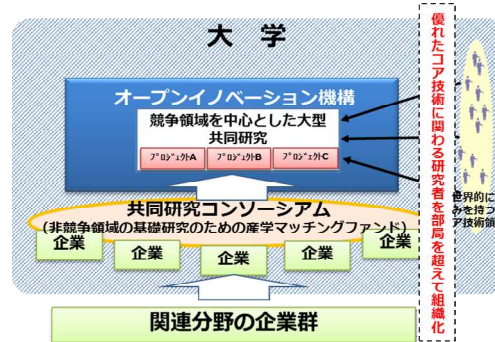 大　学
オープンイノベーション機構
競争領域を中心とした大型
共同研究
ﾌﾟﾛｼﾞｪｸﾄA
ﾌﾟﾛｼﾞｪｸﾄB
ﾌﾟﾛｼﾞｪｸﾄC
共同研究コンソーシアム
(非競争領域の基礎研究のための産学マッチングファンド)
企業
企業
企業
企業
企業
関連分野の企業群
優れたコア技術に関わる研究者を部局を超えて組織化
世界的に
みを持つ
ア技術領